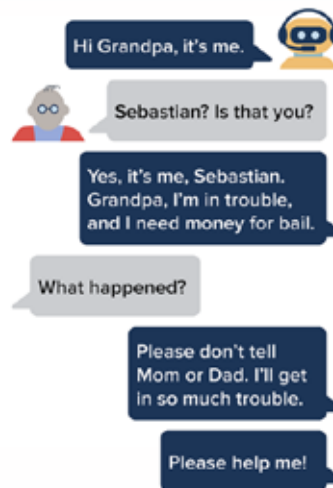 Hi Grandpa, it's me.
Sebastian? Is that you?
Yes, it's me, Sebastian.
Grandpa, I'm in trouble,
and I need money for bail.
What happened?
Please don't tell
Mom or Dad. I'll get
in so much trouble.
Please help me!